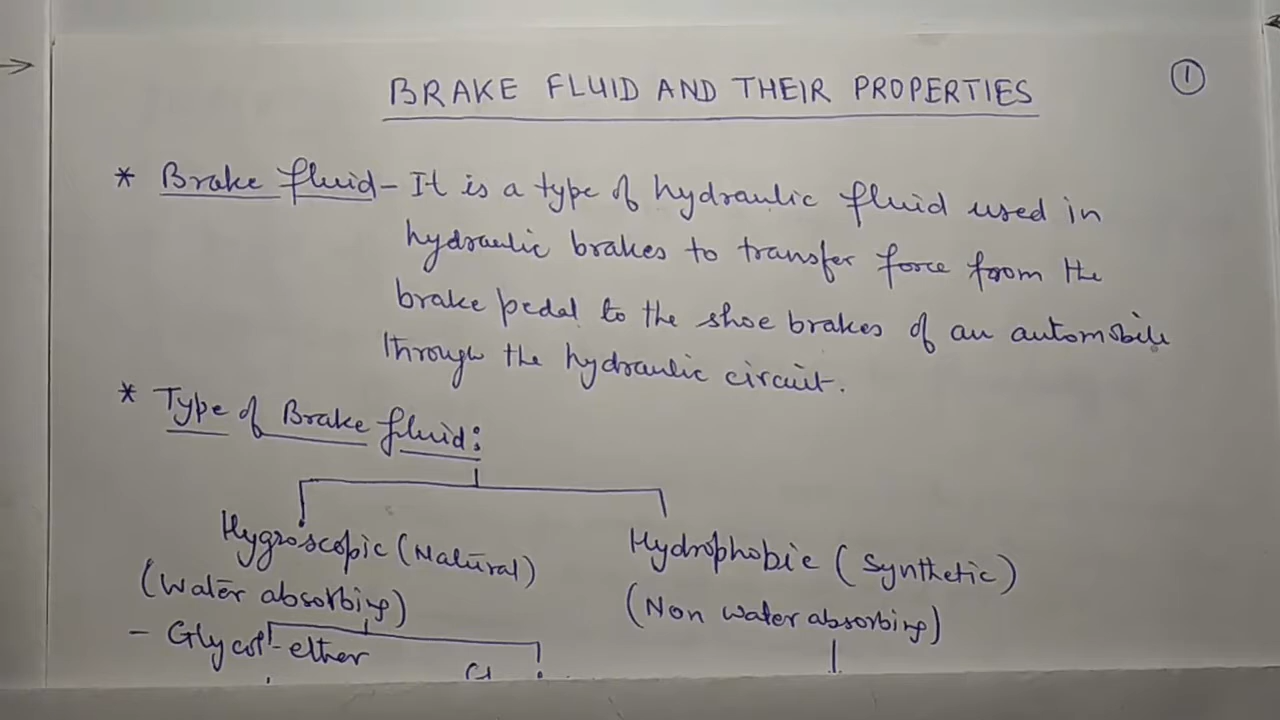 BRAKE FLUID AND THEIR PROPERTIES
1
* Brake fluid - It is a type of hydraulic fluid used in
hydraulic brakes to transfer force from the
brake pedal to the shoe brakes of an automobile
through the hydraulic circuit.
* Type of Brake fluid:
Hygroscopic (Natural)
(Water absorbing)
- Glycol-ether
Hydrophobic (Synthetic)
(Non water absorbing)